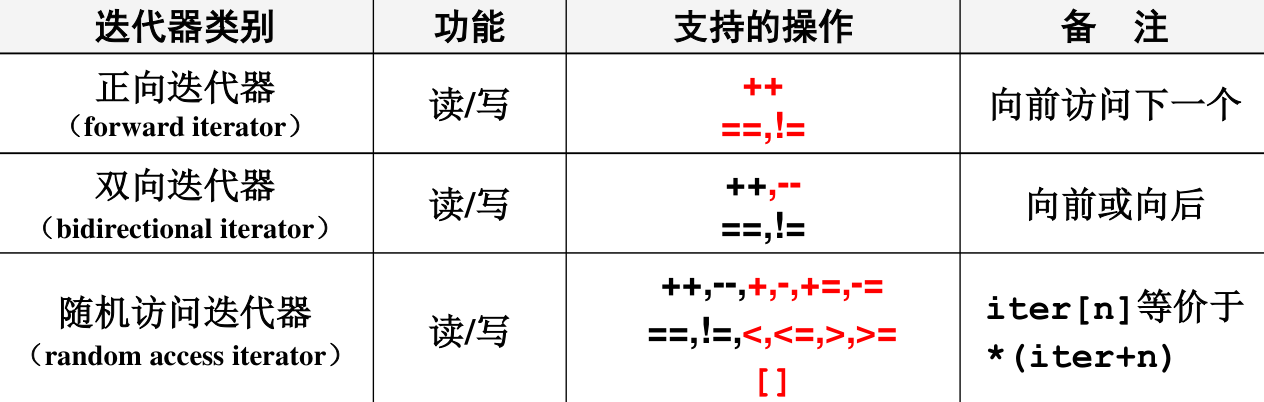 迭代器类别 功能 支持的操作 备 注
正向迭代器
（forward iterator）
读/写
++
==,!=
向前访问下一个
双向迭代器
（bidirectional iterator）
读/写
++,--
==,!=
向前或向后
随机访问迭代器
（random access iterator）
读/写
++,--,+,-,+=,-=
==,!=,<,<=,>,>=
[]
iter[n]等价于
*(iter+n)